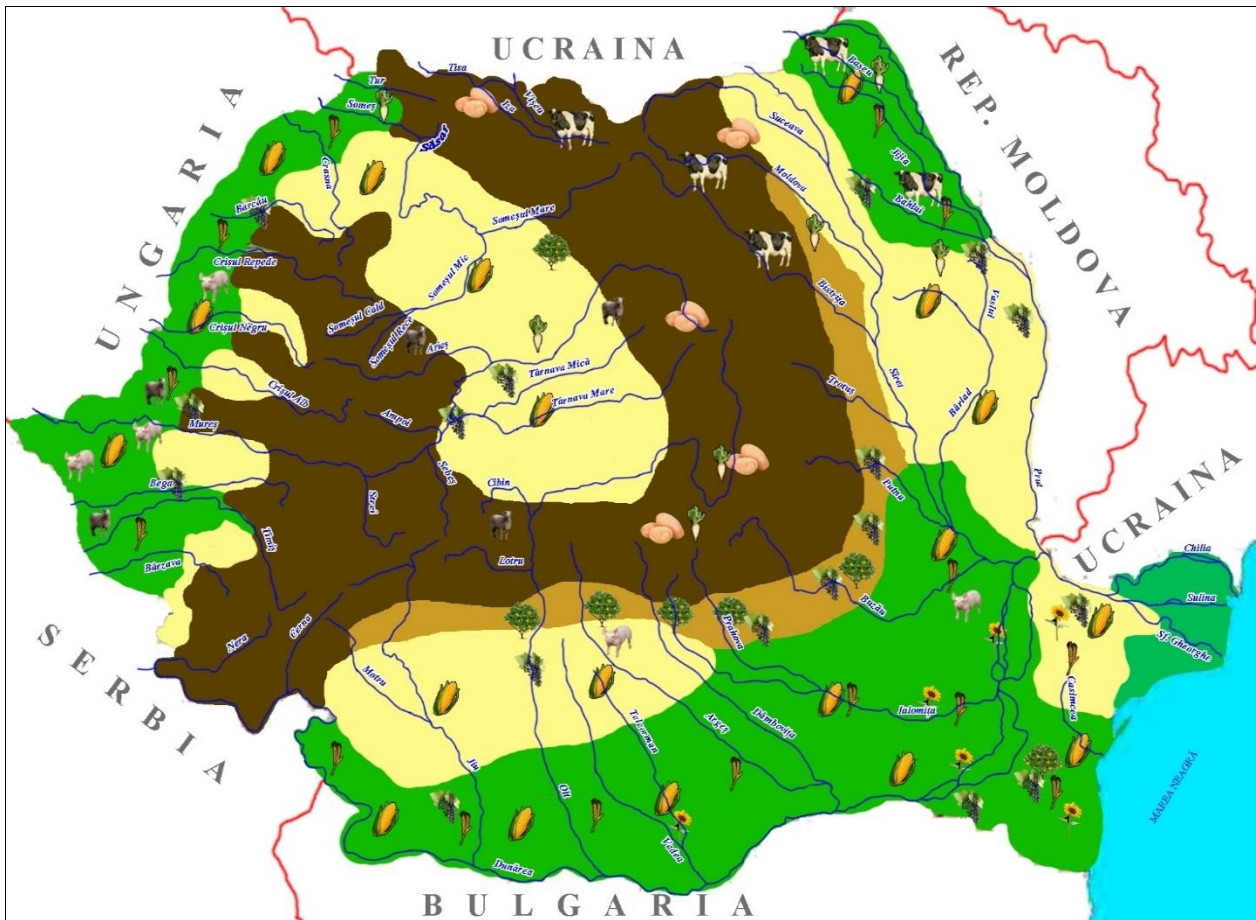 UCRAINA
REP. MOLDOVA
UNGARIA
Tisa
Tur
Vișeu
Iza
Someș
Săsar
Crasna
Barcău
Someșul Mare
Suceava
Moldova
Bașeu
Jijia
Bahlui
Crișul Repede
Someșul Mic
Someșul Cald
Someșul Rece
Bistrița
Vaslui
Crișul Negru
Arieș
Târnava Mică
Târnava Mare
Crișul Alb
Ampoi
Trotuș
Siret
Bârlad
Mureș
Sebeș
Strei
Cibin
Bega
Timiș
Putna
Prut
UCRAINA
Bârzava
Lotru
Buzău
Chilia
Sulina
Sf. Gheorghe
Nera
Cerna
Prahova
SERBIA
Motru
Ialomița
Casimcea
Teleorman
Argeș
Dâmbovița
Jiu
Olt
Vedea
Dunărea
MAREA NEAGRĂ
BULGARIA